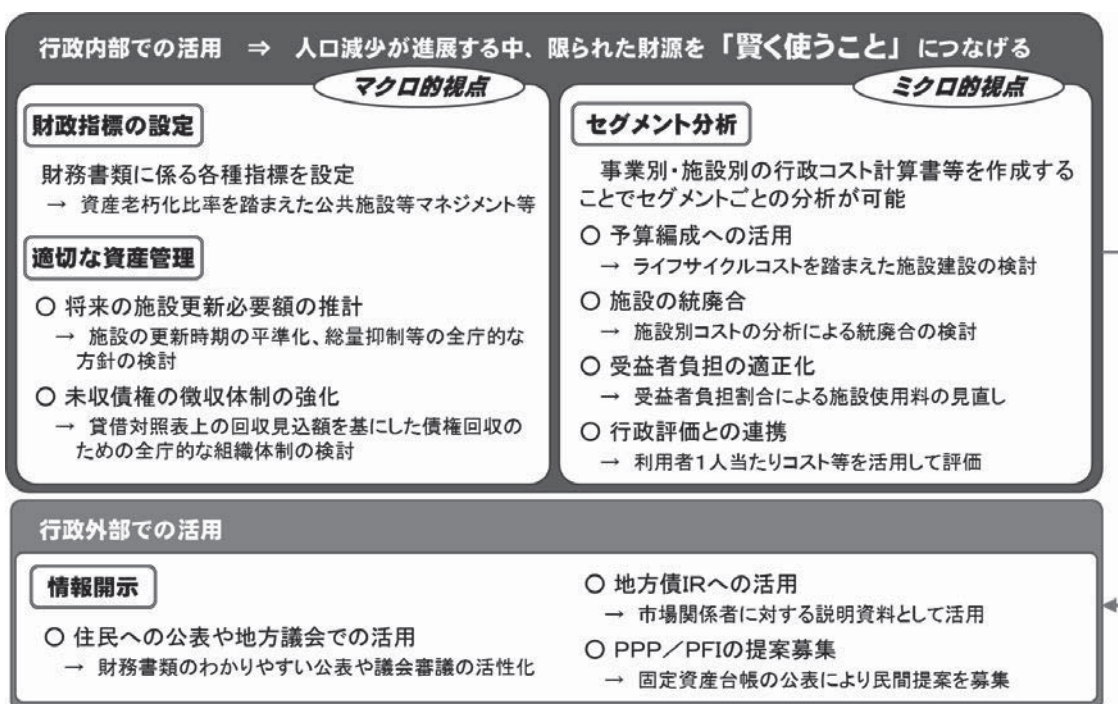 行政内部での活用 ⇒ 人口減少が進展する中、限られた財源を「賢く使うこと」につなげる
マクロ的視点
財政指標の設定
財務書類に係る各種指標を設定
→ 資産老朽化比率を踏まえた公共施設等マネジメント等
適切な資産管理
○ 将来の施設更新必要額の推計
→ 施設の更新時期の平準化、総量抑制等の全庁的な
方針の検討
○ 未収債権の徴収体制の強化
→ 貸借対照表上の回収見込額を基にした債権回収の
ための全庁的な組織体制の検討
ミクロ的視点
セグメント分析
事業別・施設別の行政コスト計算書等を作成する
ことでセグメントごとの分析が可能
○ 予算編成への活用
→ ライフサイクルコストを踏まえた施設建設の検討
○ 施設の統廃合
→ 施設別コストの分析による統廃合の検討
○ 受益者負担の適正化
→ 受益者負担割合による施設使用料の見直し
○ 行政評価との連携
→ 利用者1人当たりコスト等を活用して評価
行政外部での活用
情報開示
○ 住民への公表や地方議会での活用
→ 財務書類のわかりやすい公表や議会審議の活性化
○ 地方債IRへの活用
→ 市場関係者に対する説明資料として活用
○ PPP/PFIの提案募集
→ 固定資産台帳の公表により民間提案を募集